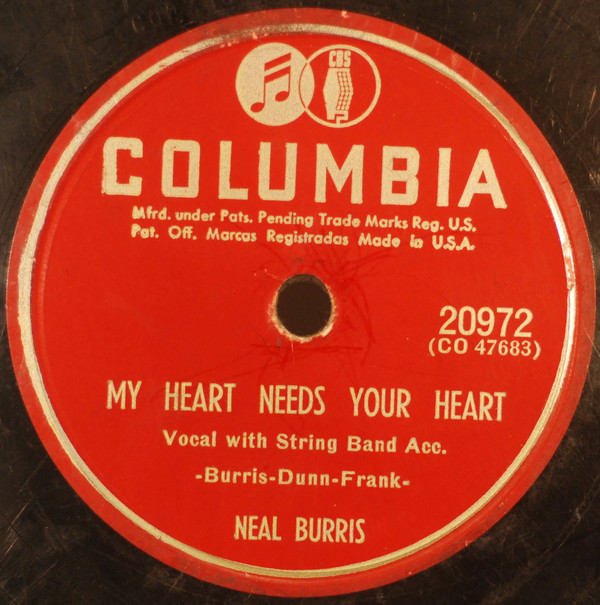 CBS
COLUMBIA
Mfrd. under Pats. Pending Trade Marks Reg. U.S.
Pat. Off. Marcas Registradas Made in U.S.A.
20972
(CO 47683)
MY HEART NEEDS YOUR HEART
Vocal with String Band Acc.
-Burris-Dunn-Frank-
NEAL BURRIS